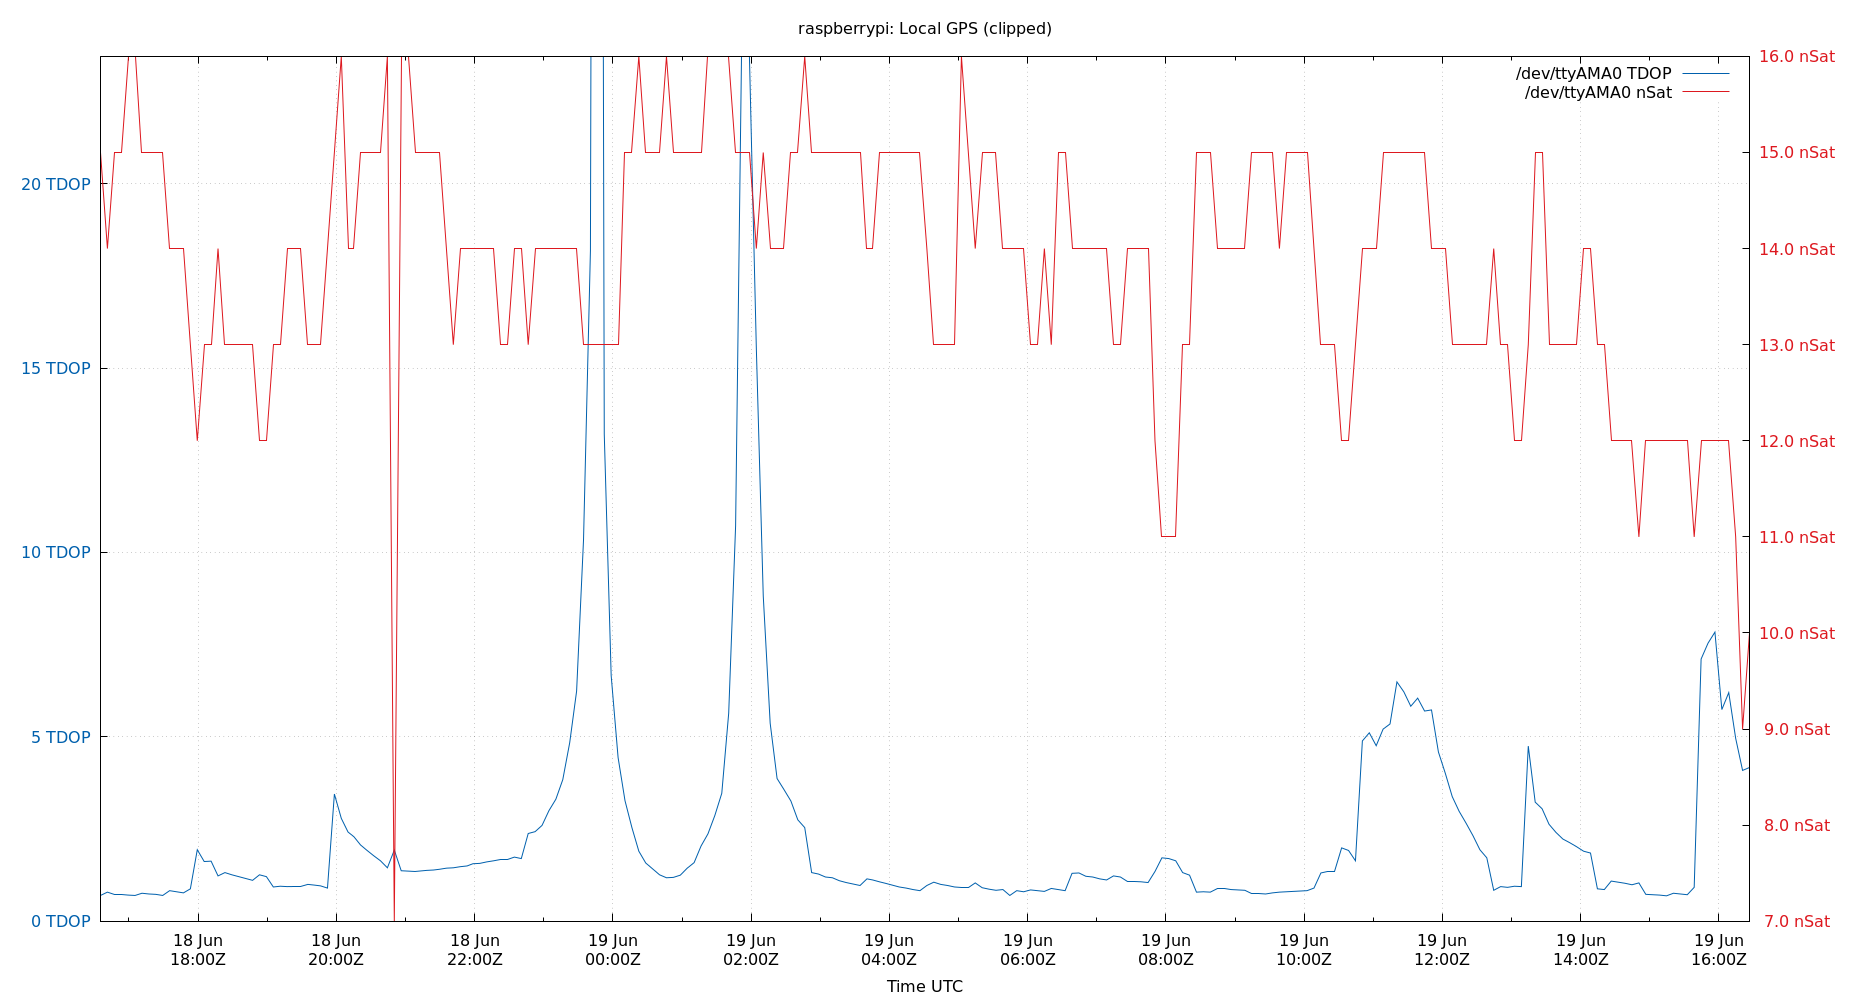 raspberrypi: Local GPS (clipped)
/dev/ttyAMA0 TDOP
/dev/ttyAMA0 nSat
20 TDOP
15 TDOP
10 TDOP
5 TDOP
0 TDOP
16.0 nSat
15.0 nSat
14.0 nSat
13.0 nSat
12.0 nSat
11.0 nSat
10.0 nSat
9.0 nSat
8.0 nSat
7.0 nSat
18 Jun 18 Jun 18 Jun 19 Jun 19 Jun 19 Jun 19 Jun 19 Jun 19 Jun 19 Jun 19 Jun 19 Jun
18:00Z 20:00Z 22:00Z 00:00Z 02:00Z 04:00Z 06:00Z 08:00Z 10:00Z 12:00Z 14:00Z 16:00Z
Time UTC